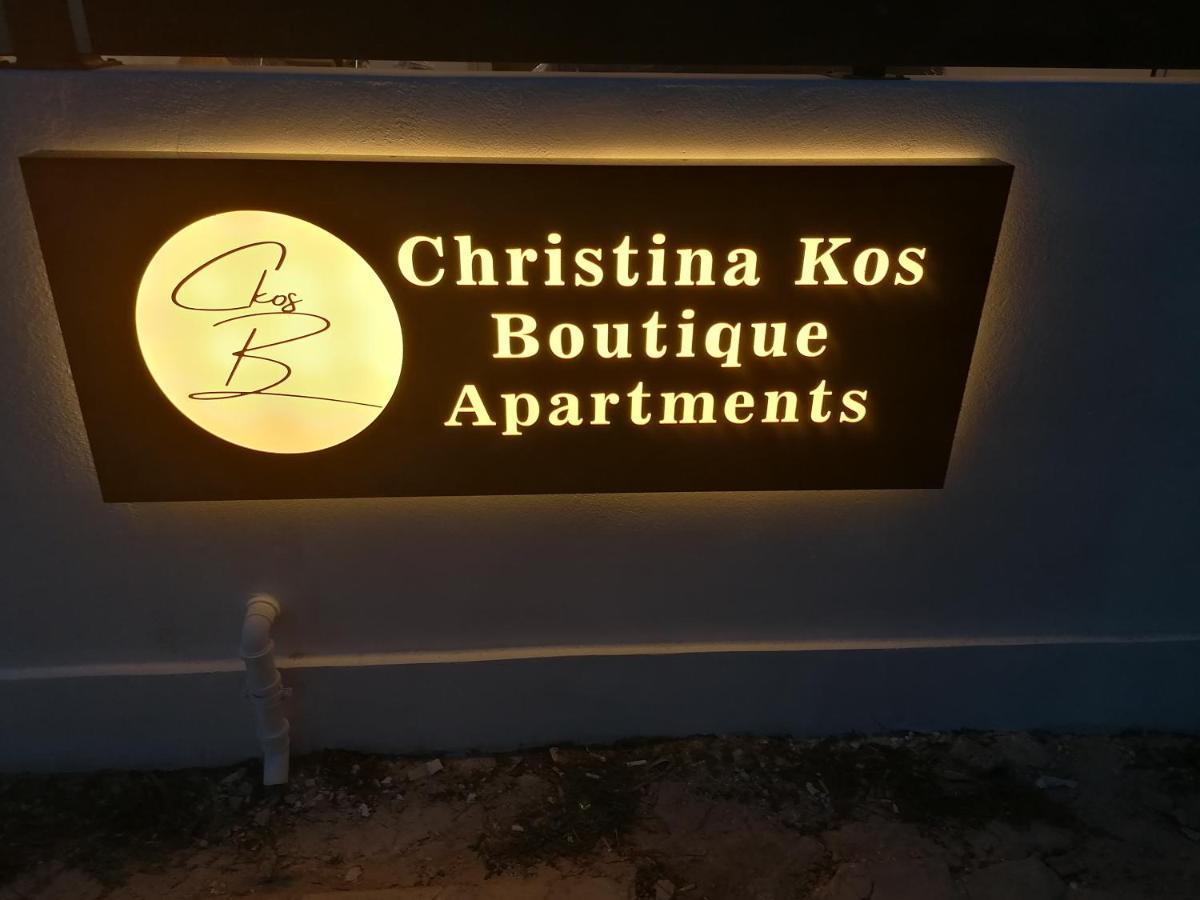 Ckos
B
Christina Kos
Boutique
Apartments